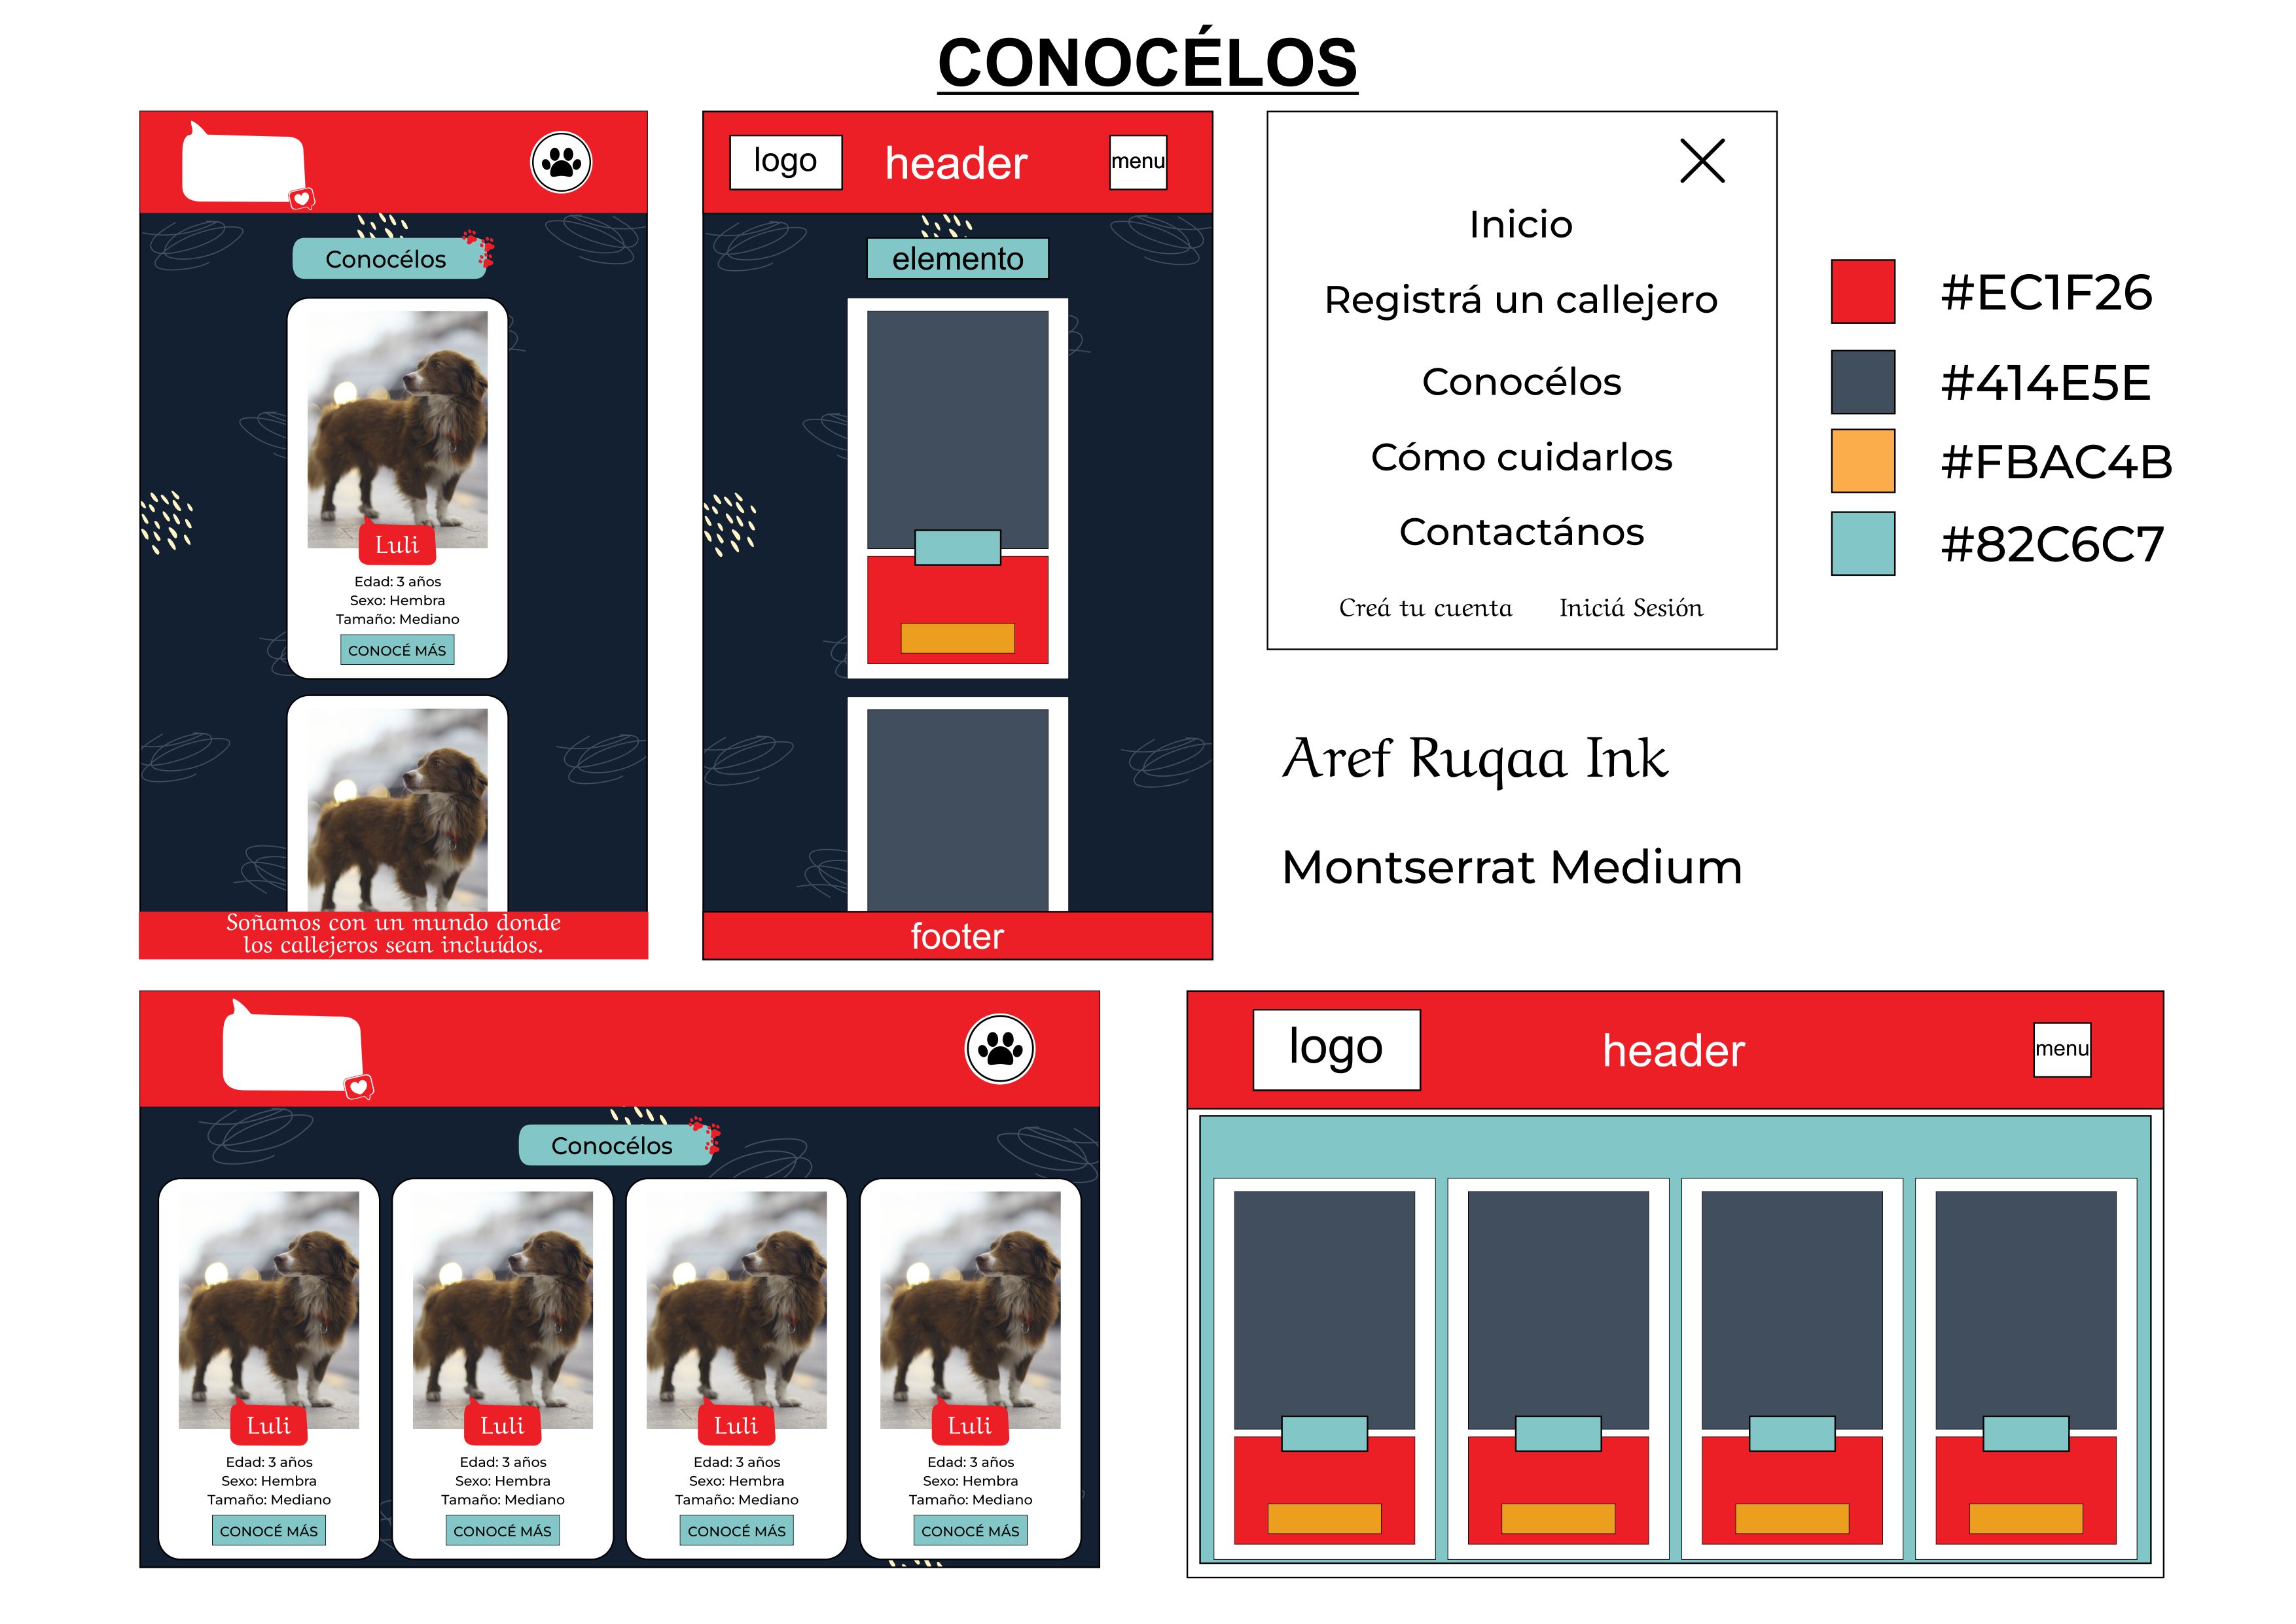 CONOCÉLOS
Conocélos
Luli
Edad: 3 años
Sexo: Hembra
Tamaño: Mediano
CONOCÉ MÁS
Soñamos con un mundo donde
los callejeros sean incluídos.
logo
header
menu
elemento
footer
Inicio
Registrá un callejero
Conocélos
Cómo cuidarlos
Contactános
Creá tu cuenta Iniciá Sesión
#EC1F26
#414E5E
#FBAC4B
#82C6C7
Aref Ruqaa Ink
Montserrat Medium
Conocélos
Luli
Edad: 3 años
Sexo: Hembra
Tamaño: Mediano
CONOCÉ MÁS
Luli
Edad: 3 años
Sexo: Hembra
Tamaño: Mediano
CONOCÉ MÁS
Luli
Edad: 3 años
Sexo: Hembra
Tamaño: Mediano
CONOCÉ MÁS
Luli
Edad: 3 años
Sexo: Hembra
Tamaño: Mediano
CONOCÉ MÁS
logo
header
menu